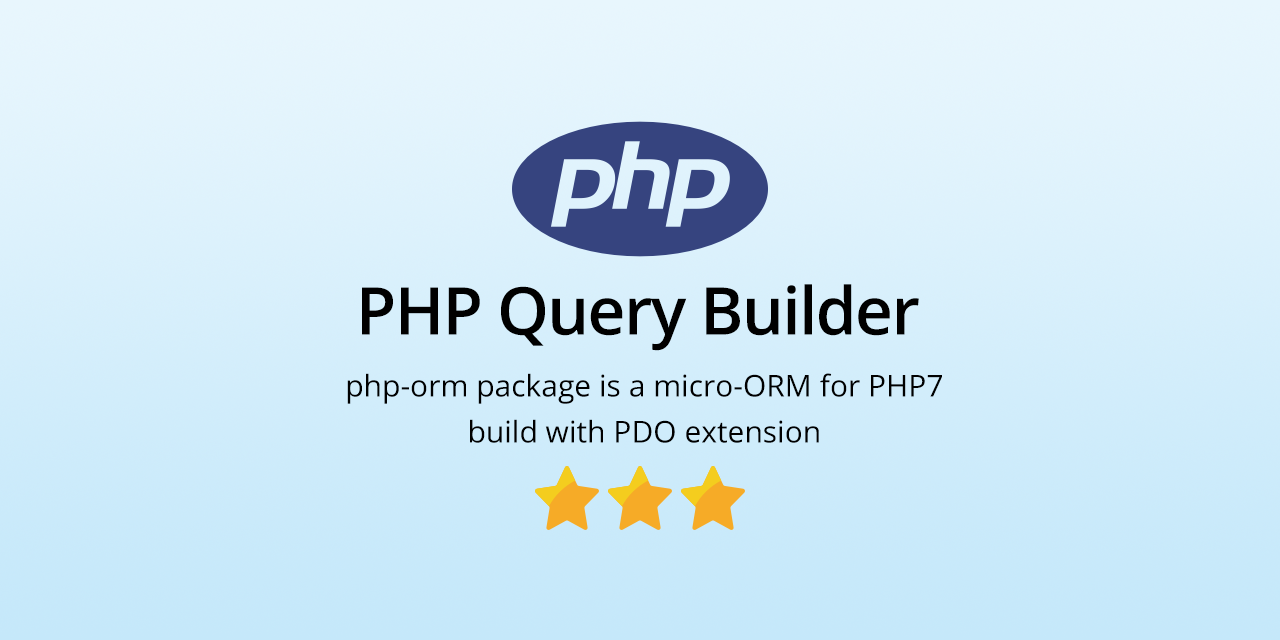 php
PHP Query Builder
php-orm package is a micro-ORM for PHP7
build with PDO extension